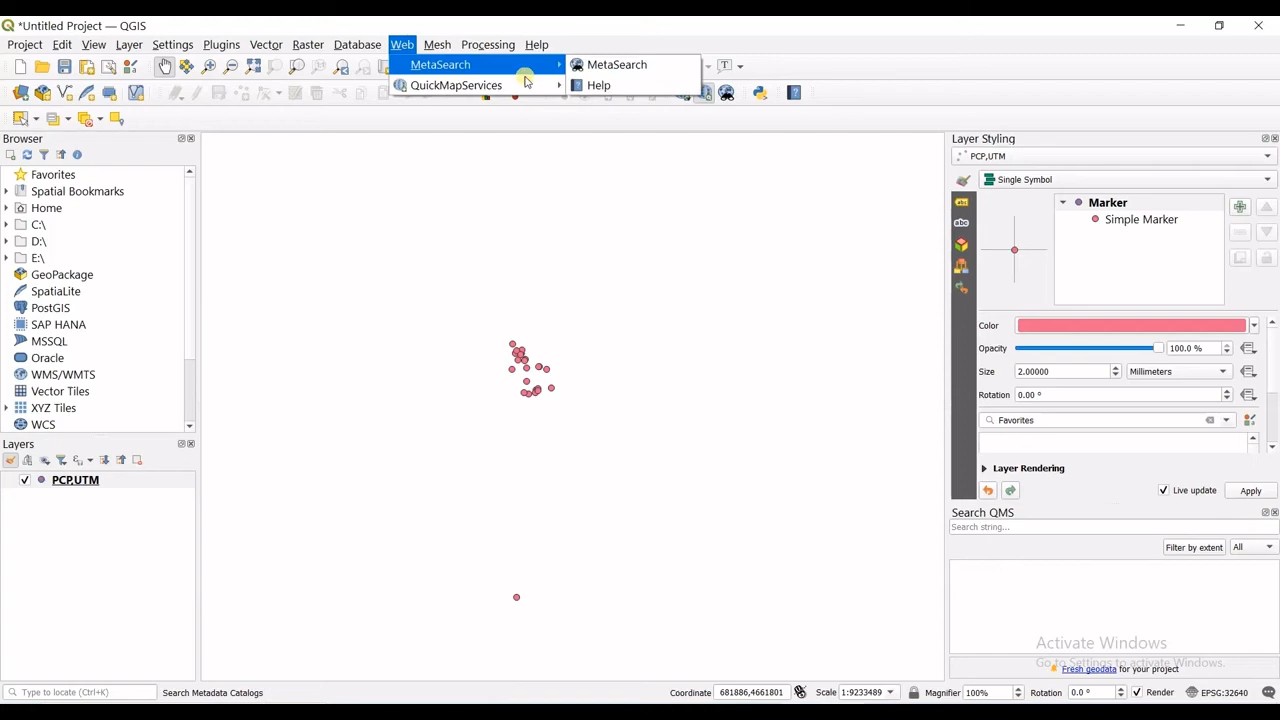 *Untitled Project — QGIS
Project Edit View Layer Settings Plugins Vector Raster Database Web Mesh Processing Help
MetaSearch
QuickMapServices
MetaSearch
Help
Browser
Favorites
Spatial Bookmarks
Home
C:\
D:\
E:\
GeoPackage
SpatiaLite
PostGIS
SAP HANA
MSSQL
Oracle
WMS/WMTS
Vector Tiles
XYZ Tiles
WCS
Layers
PCP,UTM
Layer Styling
PCP,UTM
Single Symbol
Marker
Simple Marker
Color
Opacity 100.0 %
Size 2.00000 Millimeters
Rotation 0.00 °
Favorites
Layer Rendering
Live update Apply
Search QMS
Search string...
Filter by extent All
Activate Windows
Go to Settings to activate Windows.
Fresh geodata for your project
Type to locate (Ctrl+K) Search Metadata Catalogs Coordinate 681886,4661801 Scale 1:9233489 Magnifier 100% Rotation 0.0 ° Render EPSG:32640